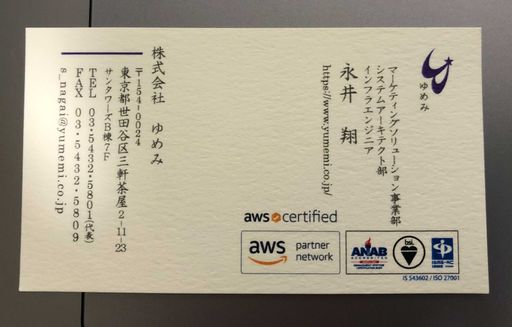 ゆめみ
マーケティングソリューション事業部
システムアーキテクト部
インフラエンジニア
永井 翔
https://www.yumemi.co.jp/
株式会社 ゆめみ
〒154-0024
東京都世田谷区三軒茶屋2-11-23
サンタワーズB棟7F
TEL 03-5432-5801(代表)
FAX 03-5432-5809
s_nagai@yumemi.co.jp
aws certified
aws partner network
ANAB
ACCREDITED
bsi.
ISMS-AC
IS 543602 / ISO 27001